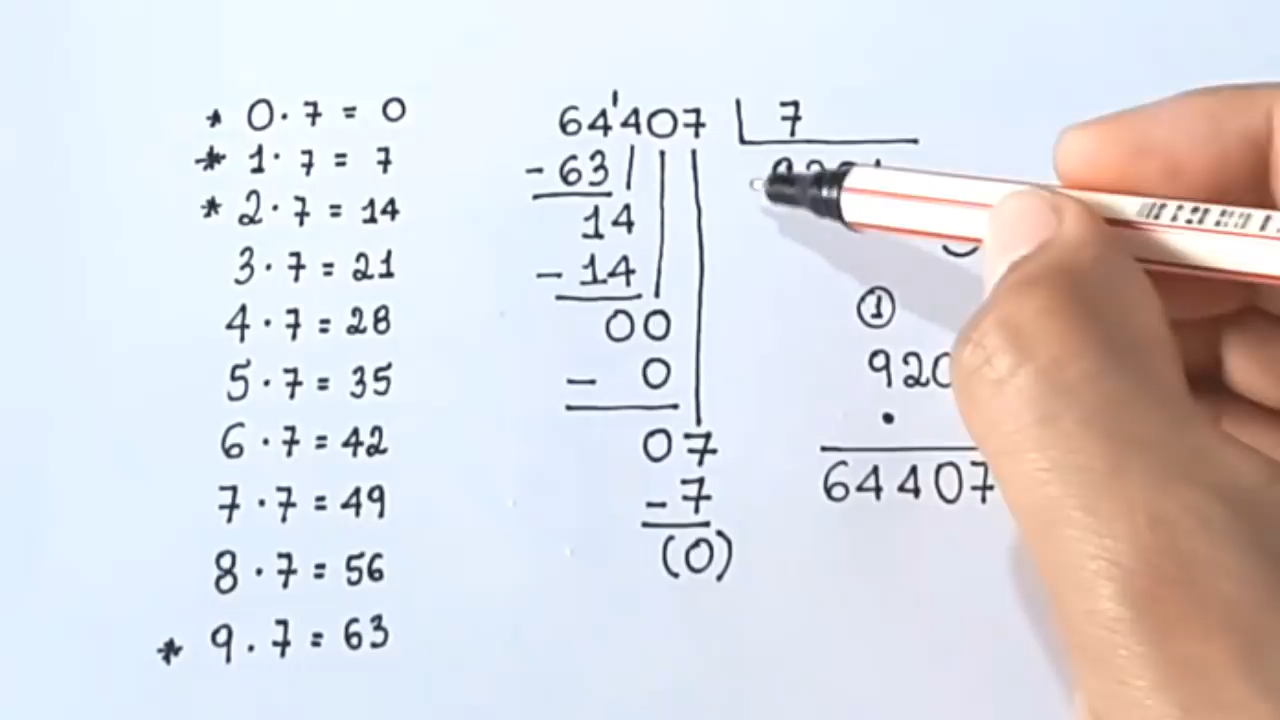 * 0 · 7 = 0
* 1 · 7 = 7
* 2 · 7 = 14
3 · 7 = 21
4 · 7 = 28
5 · 7 = 35
6 · 7 = 42
7 · 7 = 49
8 · 7 = 56
* 9 · 7 = 63
64'407 7
- 63
14
- 14
00
- 0
07
- 7
(0)
①
920
·
64407